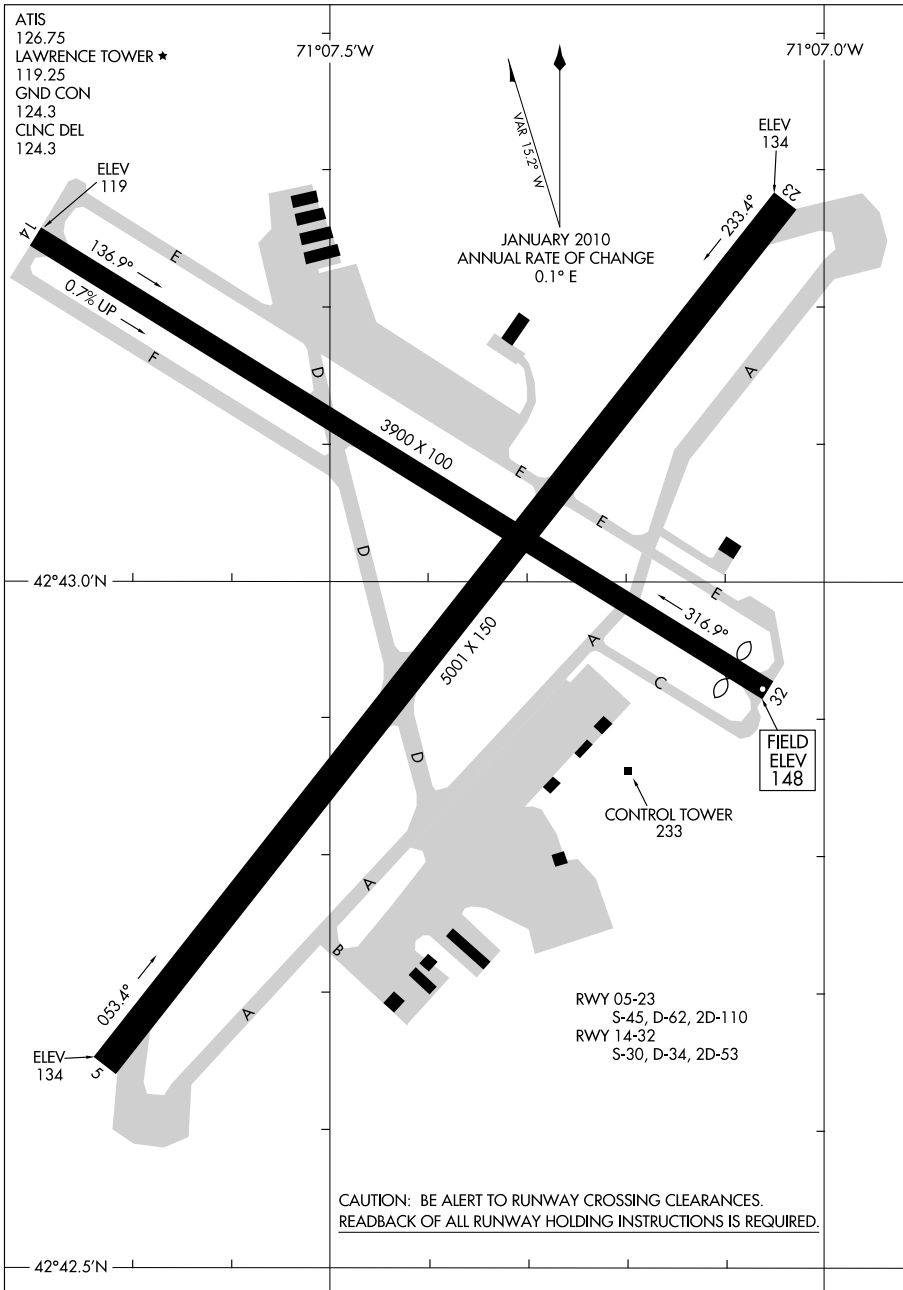 ATIS
126.75
LAWRENCE TOWER ★
119.25
GND CON
124.3
CLNC DEL
124.3
71°07.5'W
71°07.0'W
VAR 15.2° W
JANUARY 2010
ANNUAL RATE OF CHANGE
0.1° E
ELEV
119
ELEV
134
14
23
136.9°
0.7% UP
233.4°
E
F
D
A
3900 X 100
E
E
D
42°43.0'N
E
316.9°
5001 X 150
A
C
32
FIELD
ELEV
148
D
CONTROL TOWER
233
A
B
053.4°
A
RWY 05-23
S-45, D-62, 2D-110
RWY 14-32
S-30, D-34, 2D-53
ELEV
134
5
CAUTION: BE ALERT TO RUNWAY CROSSING CLEARANCES.
READBACK OF ALL RUNWAY HOLDING INSTRUCTIONS IS REQUIRED.
42°42.5'N